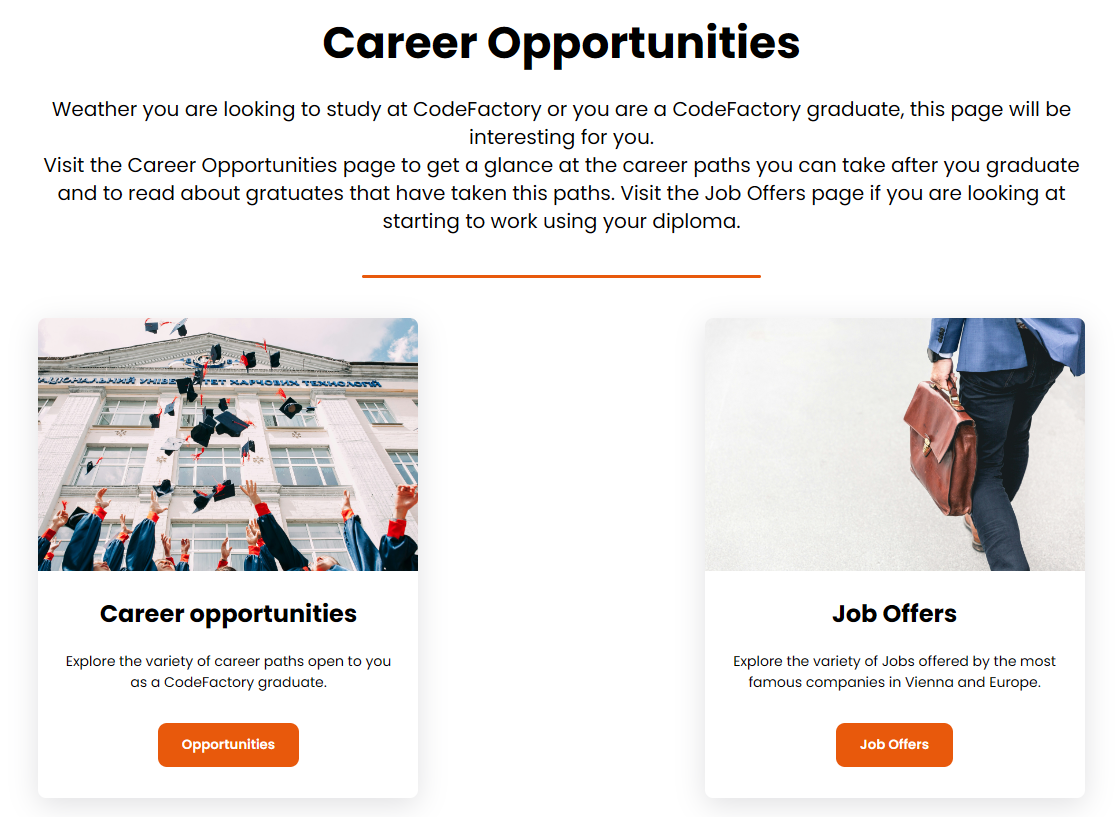 Career Opportunities
Weather you are looking to study at CodeFactory or you are a CodeFactory graduate, this page will be
interesting for you.
Visit the Career Opportunities page to get a glance at the career paths you can take after you graduate
and to read about gratuates that have taken this paths. Visit the Job Offers page if you are looking at
starting to work using your diploma.
АЦІОНАЛЬНИЙ УНІВЕ ТЕТ ХАРЧОВИХ ТЕХНОЛОГІЙ
Career opportunities
Explore the variety of career paths open to you
as a CodeFactory graduate.
Opportunities
Job Offers
Explore the variety of Jobs offered by the most
famous companies in Vienna and Europe.
Job Offers